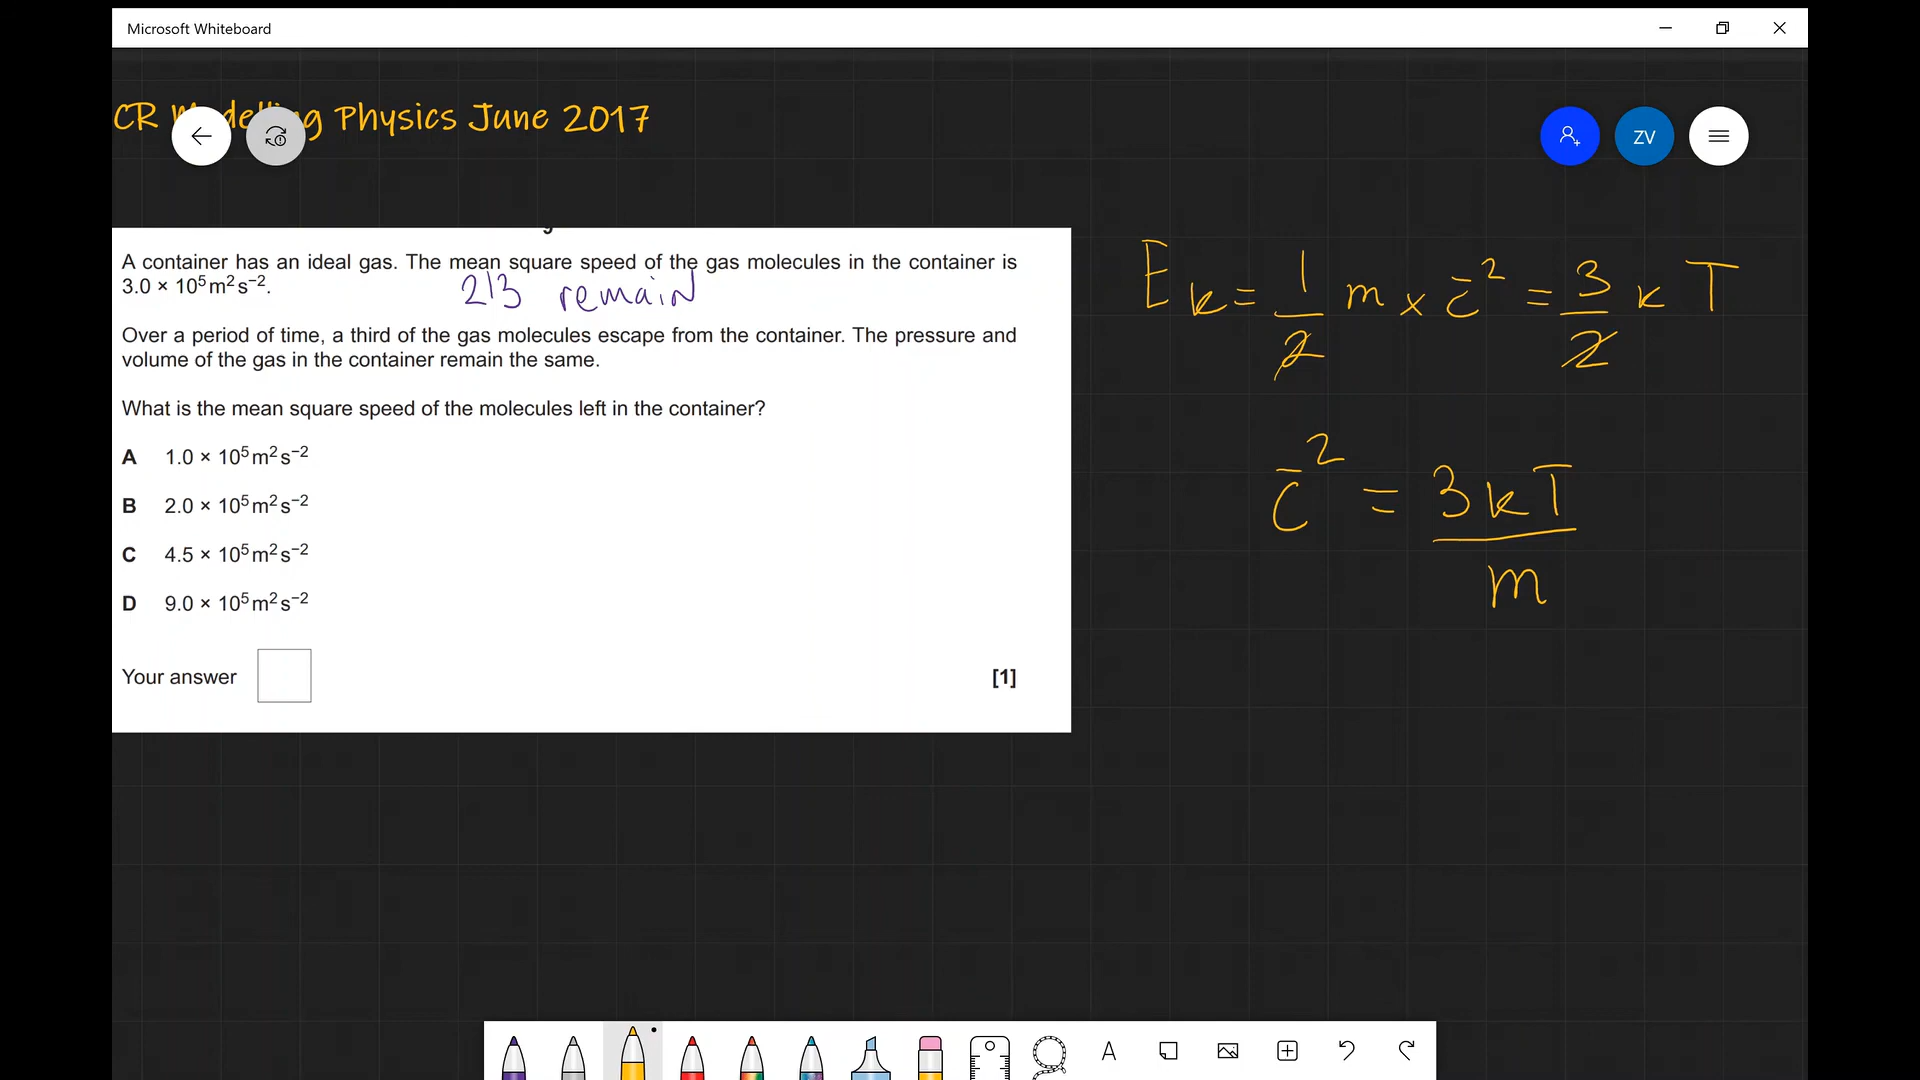 Microsoft Whiteboard
CR Modelling Physics June 2017
ZV
A container has an ideal gas. The mean square speed of the gas molecules in the container is
3.0 × 10⁵ m² s⁻².
2/3 remain
Over a period of time, a third of the gas molecules escape from the container. The pressure and
volume of the gas in the container remain the same.
What is the mean square speed of the molecules left in the container?
A 1.0 × 10⁵ m² s⁻²
B 2.0 × 10⁵ m² s⁻²
C 4.5 × 10⁵ m² s⁻²
D 9.0 × 10⁵ m² s⁻²
Your answer
[1]
E k = 1/2 m × c̄² = 3/2 k T
c̄² = 3kT/m
A